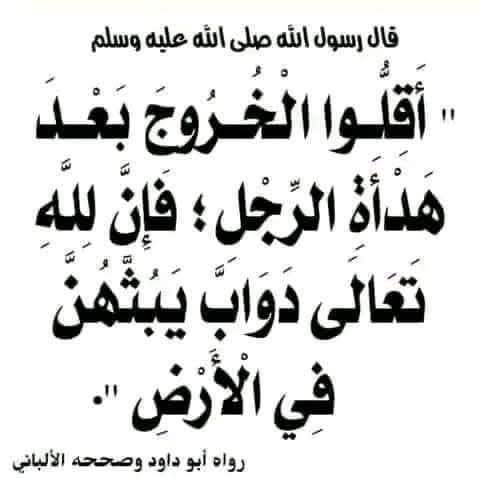 قال رسول الله صلى الله عليه وسلم
" أَقِلُّوا الْخُرُوجَ بَعْدَ
هَدْأَةِ الرِّجْلِ ؛ فَإِنَّ لِلَّهِ
تَعَالَى دَوَابَّ يَبُثُّهُنَّ
فِي الْأَرْضِ ".
رواه أبو داود وصححه الألباني